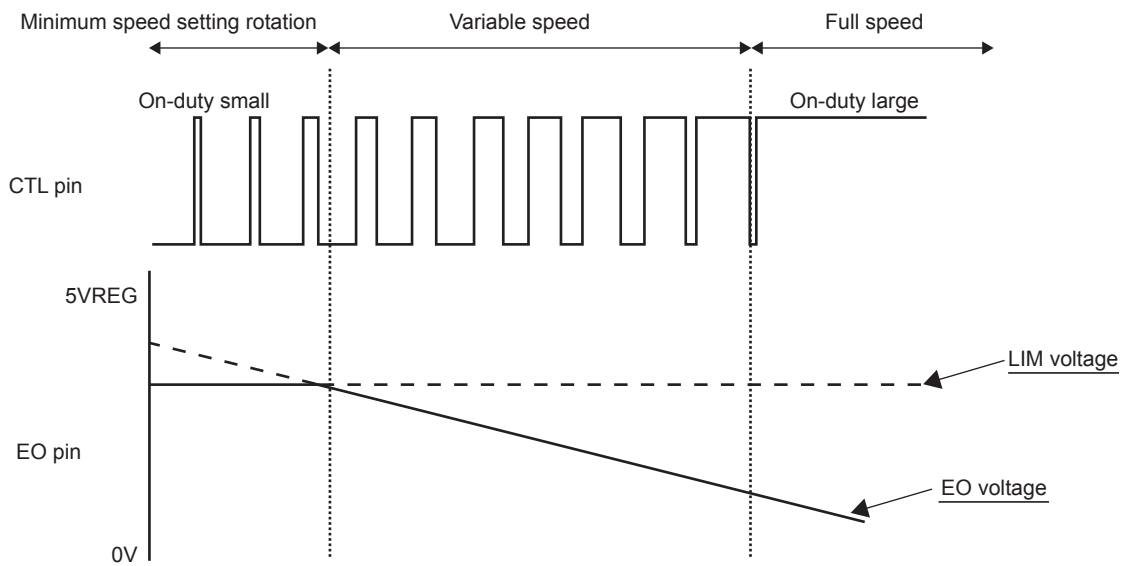 Minimum speed setting rotation
Variable speed
Full speed
On-duty small
On-duty large
CTL pin
5VREG
LIM voltage
EO pin
EO voltage
0V